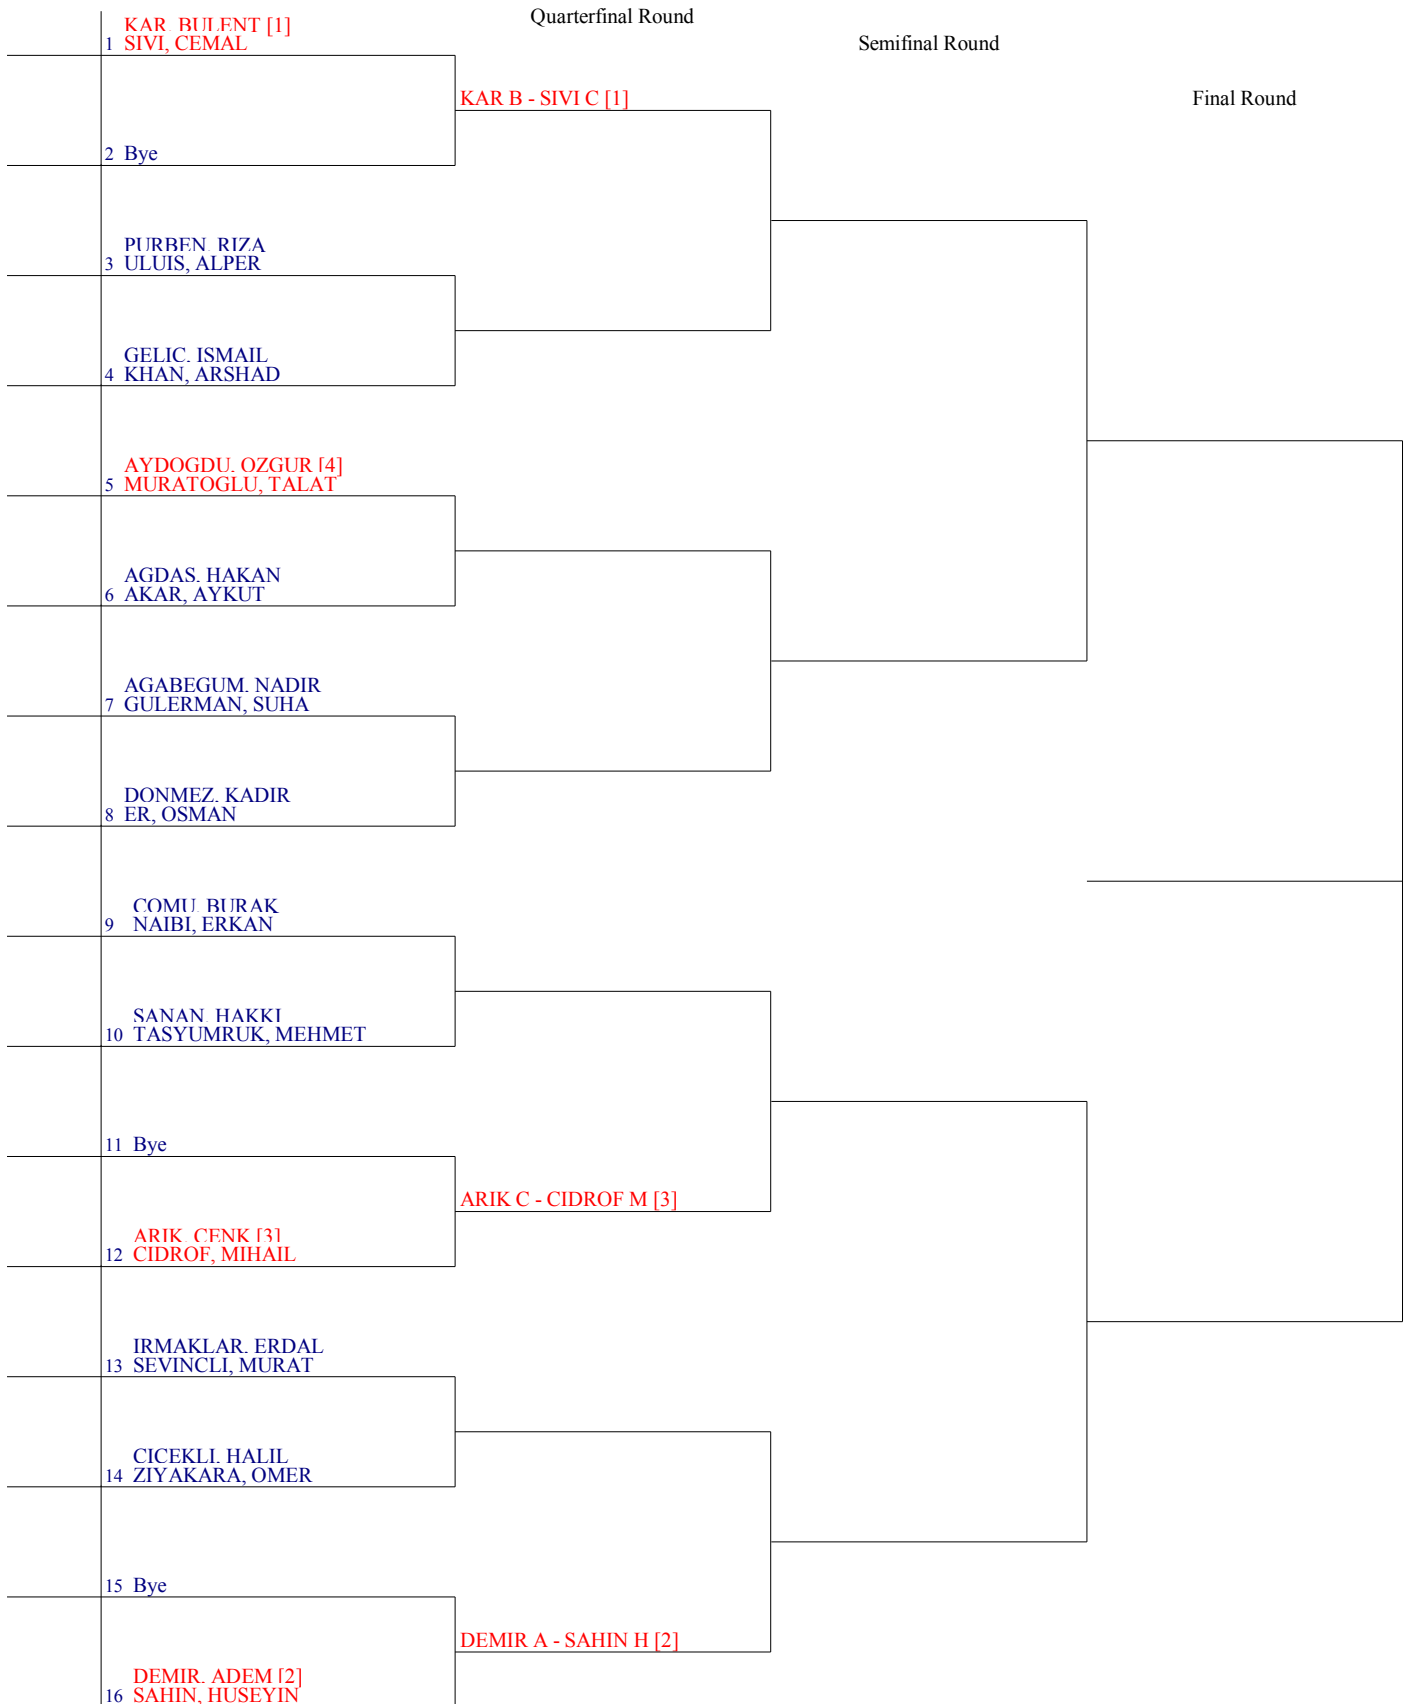 Quarterfinal Round
Semifinal Round
Final Round
KAR, BULENT [1]
1 SIVI, CEMAL
KAR B - SIVI C [1]
2 Bye
PURBEN, RIZA
3 ULUIS, ALPER
GELIC, ISMAIL
4 KHAN, ARSHAD
AYDOGDU, OZGUR [4]
5 MURATOGLU, TALAT
AGDAS, HAKAN
6 AKAR, AYKUT
AGABEGUM, NADIR
7 GULERMAN, SUHA
DONMEZ, KADIR
8 ER, OSMAN
COMU, BURAK
9 NAIBI, ERKAN
SANAN, HAKKI
10 TASYUMRUK, MEHMET
11 Bye
ARIK C - CIDROF M [3]
ARIK, CENK [3]
12 CIDROF, MIHAIL
IRMAKLAR, ERDAL
13 SEVINCLI, MURAT
CICEKLI, HALIL
14 ZIYAKARA, OMER
15 Bye
DEMIR A - SAHIN H [2]
DEMIR, ADEM [2]
16 SAHIN, HUSEYIN